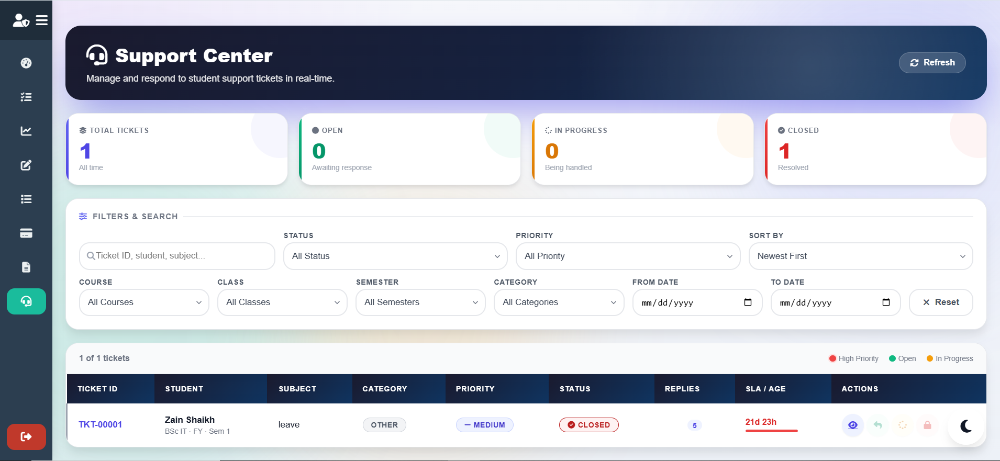 Support Center
Manage and respond to student support tickets in real-time.
Refresh
TOTAL TICKETS
1
All time
OPEN
0
Awaiting response
IN PROGRESS
0
Being handled
CLOSED
1
Resolved
FILTERS & SEARCH
Ticket ID, student, subject...
STATUS
All Status
PRIORITY
All Priority
SORT BY
Newest First
COURSE
All Courses
CLASS
All Classes
SEMESTER
All Semesters
CATEGORY
All Categories
FROM DATE
mm/dd/yyyy
TO DATE
mm/dd/yyyy
Reset
1 of 1 tickets
High Priority
Open
In Progress
TICKET ID STUDENT SUBJECT CATEGORY PRIORITY STATUS REPLIES SLA / AGE ACTIONS
TKT-00001
Zain Shaikh
BSc IT · FY · Sem 1
leave
OTHER
MEDIUM
CLOSED
5
21d 23h